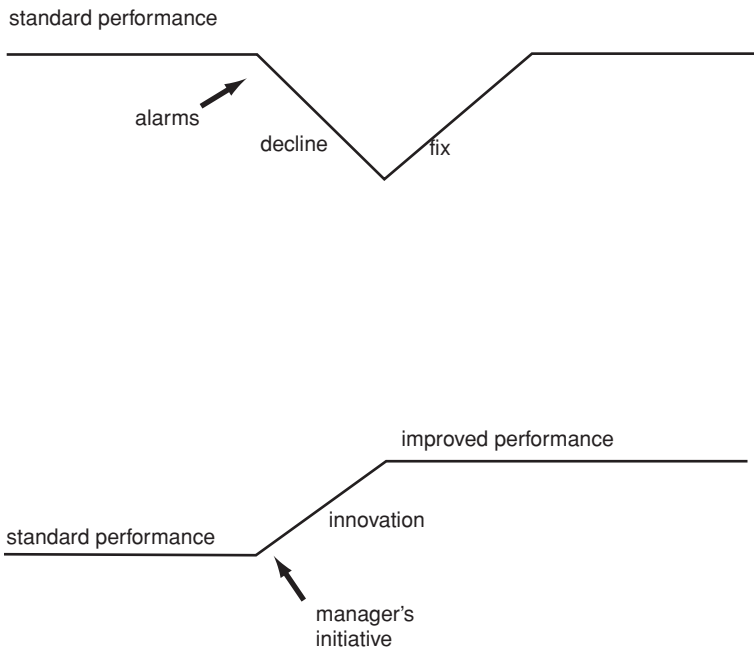 standard performance
alarms
decline
fix
improved performance
innovation
standard performance
manager's
initiative